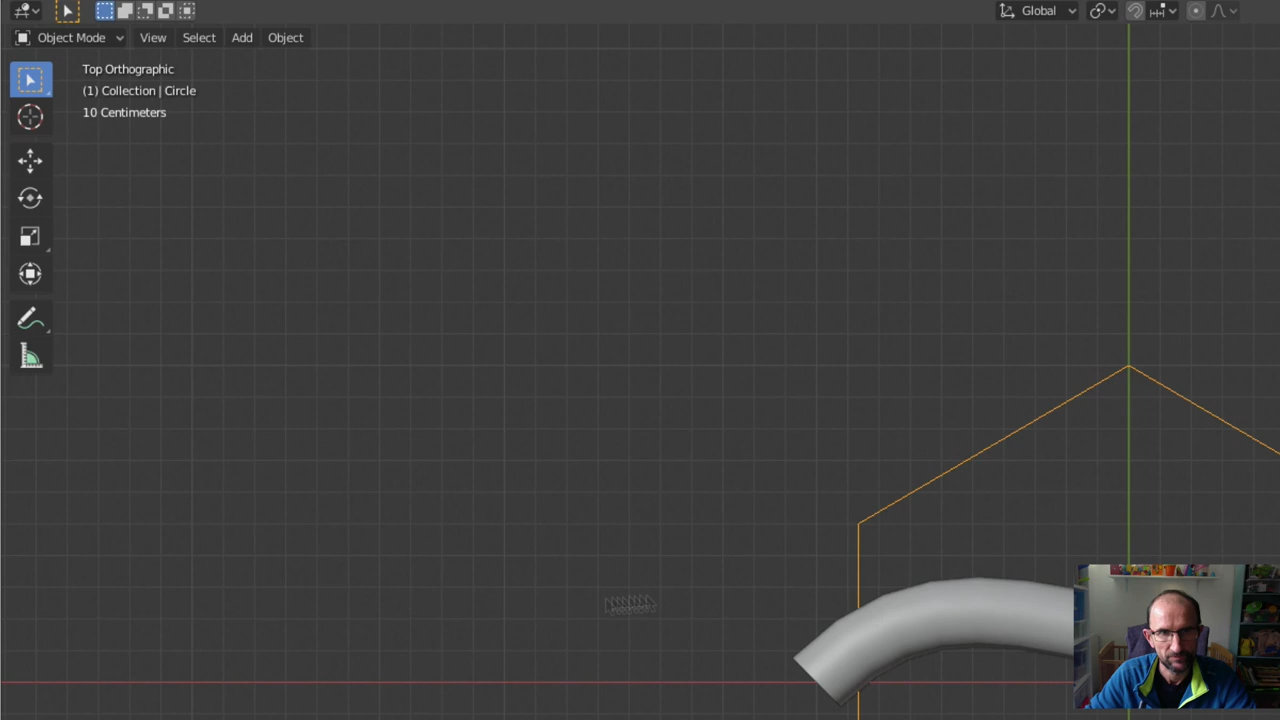 Global
Object Mode View Select Add Object
Top Orthographic
(1) Collection | Circle
10 Centimeters